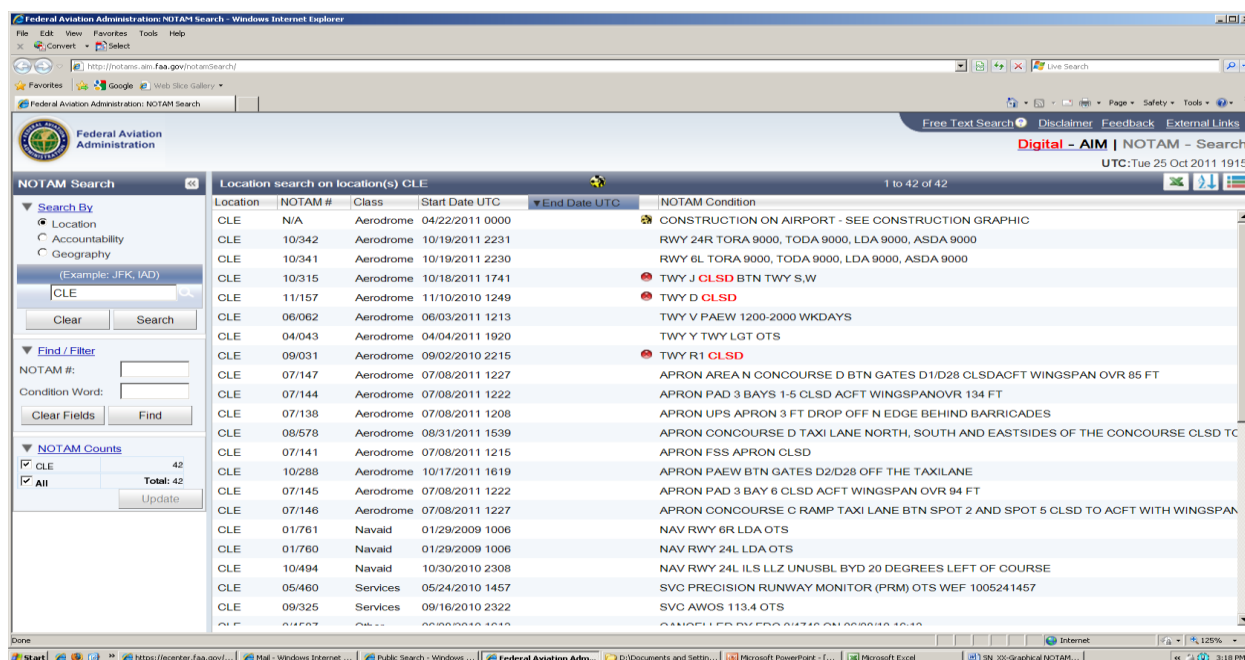 Federal Aviation Administration: NOTAM Search - Windows Internet Explorer
File Edit View Favorites Tools Help
Convert Select
http://notams.aim.faa.gov/notamSearch/ Live Search
Favorites Google Web Slice Gallery
Federal Aviation Administration: NOTAM Search Page Safety Tools
Federal Aviation Administration
Free Text Search Disclaimer Feedback External Links
Digital - AIM | NOTAM - Search
UTC:Tue 25 Oct 2011 1915
NOTAM Search
Search By
Location
Accountability
Geography
(Example: JFK, IAD)
CLE
Clear Search
Find / Filter
NOTAM #:
Condition Word:
Clear Fields Find
NOTAM Counts
CLE 42
All Total: 42
Update
Location search on location(s) CLE 1 to 42 of 42
Location NOTAM # Class Start Date UTC End Date UTC NOTAM Condition
CLE N/A Aerodrome 04/22/2011 0000 CONSTRUCTION ON AIRPORT - SEE CONSTRUCTION GRAPHIC
CLE 10/342 Aerodrome 10/19/2011 2231 RWY 24R TORA 9000, TODA 9000, LDA 9000, ASDA 9000
CLE 10/341 Aerodrome 10/19/2011 2230 RWY 6L TORA 9000, TODA 9000, LDA 9000, ASDA 9000
CLE 10/315 Aerodrome 10/18/2011 1741 TWY J CLSD BTN TWY S,W
CLE 11/157 Aerodrome 11/10/2010 1249 TWY D CLSD
CLE 06/062 Aerodrome 06/03/2011 1213 TWY V PAEW 1200-2000 WKDAYS
CLE 04/043 Aerodrome 04/04/2011 1920 TWY Y TWY LGT OTS
CLE 09/031 Aerodrome 09/02/2010 2215 TWY R1 CLSD
CLE 07/147 Aerodrome 07/08/2011 1227 APRON AREA N CONCOURSE D BTN GATES D1/D28 CLSDACFT WINGSPAN OVR 85 FT
CLE 07/144 Aerodrome 07/08/2011 1222 APRON PAD 3 BAYS 1-5 CLSD ACFT WINGSPANOVR 134 FT
CLE 07/138 Aerodrome 07/08/2011 1208 APRON UPS APRON 3 FT DROP OFF N EDGE BEHIND BARRICADES
CLE 08/578 Aerodrome 08/31/2011 1539 APRON CONCOURSE D TAXI LANE NORTH, SOUTH AND EASTSIDES OF THE CONCOURSE CLSD TO
CLE 07/141 Aerodrome 07/08/2011 1215 APRON FSS APRON CLSD
CLE 10/288 Aerodrome 10/17/2011 1619 APRON PAEW BTN GATES D2/D28 OFF THE TAXILANE
CLE 07/145 Aerodrome 07/08/2011 1222 APRON PAD 3 BAY 6 CLSD ACFT WINGSPAN OVR 94 FT
CLE 07/146 Aerodrome 07/08/2011 1227 APRON CONCOURSE C RAMP TAXI LANE BTN SPOT 2 AND SPOT 5 CLSD TO ACFT WITH WINGSPAN
CLE 01/761 Navaid 01/29/2009 1006 NAV RWY 6R LDA OTS
CLE 01/760 Navaid 01/29/2009 1006 NAV RWY 24L LDA OTS
CLE 10/494 Navaid 10/30/2010 2308 NAV RWY 24L ILS LLZ UNUSBL BYD 20 DEGREES LEFT OF COURSE
CLE 05/460 Services 05/24/2010 1457 SVC PRECISION RUNWAY MONITOR (PRM) OTS WEF 1005241457
CLE 09/325 Services 09/16/2010 2322 SVC AWOS 113.4 OTS
Done Internet 125%
Start https://ecenter.faa.gov/... Mail - Windows Internet ... Public Search - Windows ... Federal Aviation Adm... D:\Documents and Settin... Microsoft PowerPoint - [... Microsoft Excel SN_XX-Graphical NOTAM... 3:18 PM